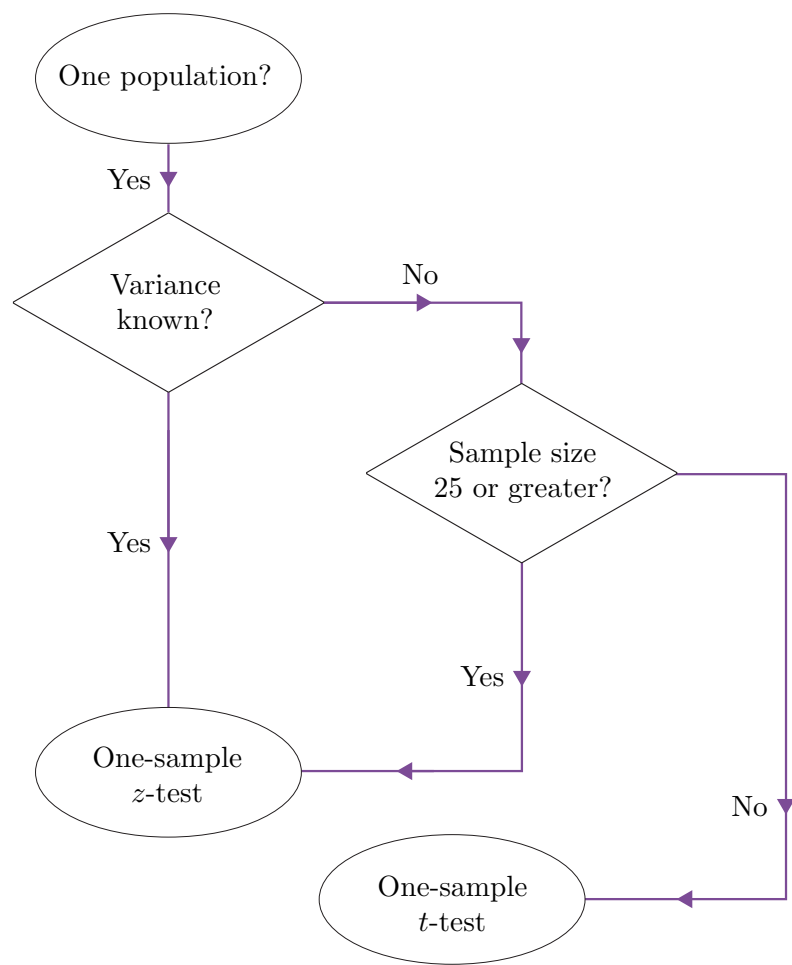 One population?
Yes
Variance
known?
No
Sample size
25 or greater?
Yes
Yes
One-sample
z-test
No
One-sample
t-test